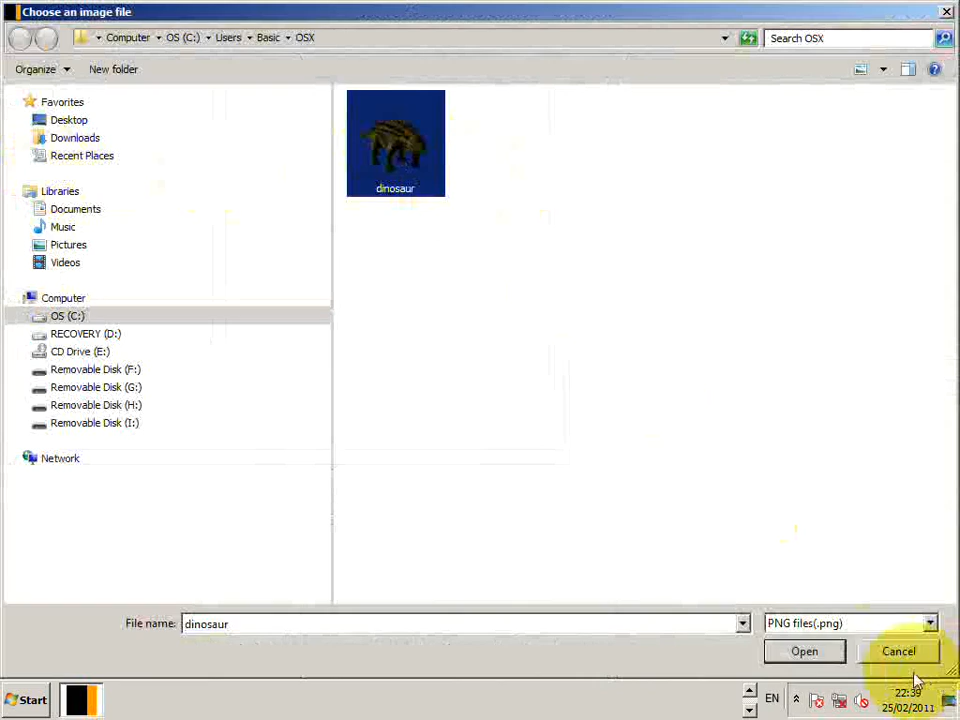 Choose an image file
Computer OS (C:) Users Basic OSX
Search OSX
Organize New folder
Favorites
Desktop
Downloads
Recent Places
Libraries
Documents
Music
Pictures
Videos
Computer
OS (C:)
RECOVERY (D:)
CD Drive (E:)
Removable Disk (F:)
Removable Disk (G:)
Removable Disk (H:)
Removable Disk (I:)
Network
dinosaur
File name: dinosaur
PNG files(.png)
Open Cancel
Start
EN
22:39
25/02/2011